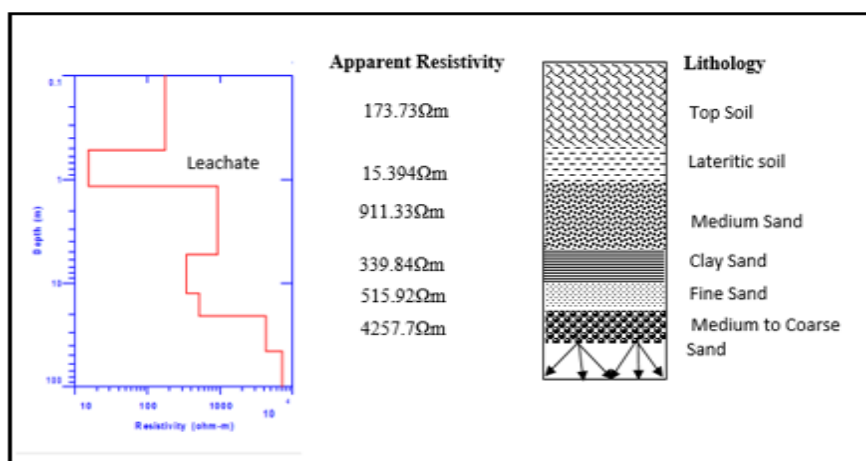 Apparent Resistivity
Lithology
0.1
1
10
100
Depth (m)
Leachate
10
100
1000
10 4
Resistivity (ohm-m)
173.73Ωm
15.394Ωm
911.33Ωm
339.84Ωm
515.92Ωm
4257.7Ωm
Top Soil
Lateritic soil
Medium Sand
Clay Sand
Fine Sand
Medium to Coarse
Sand